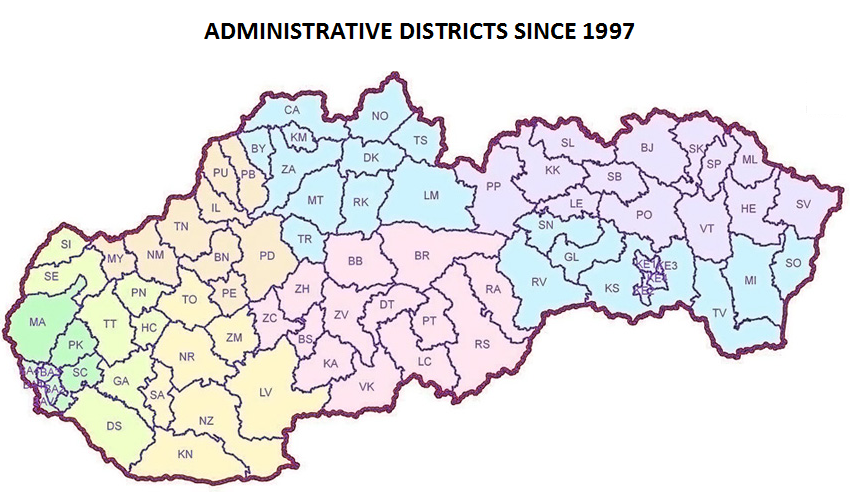 ADMINISTRATIVE DISTRICTS SINCE 1997
CA
NO
KM
TS
BY
DK
SL
BJ
SK
ML
SP
PU
PB
ZA
KK
SB
PP
LM
MT
RK
IL
LE
PO
HE
SV
TN
SN
VT
SI
TR
MY
NM
BN
PD
BB
BR
GL
KE3
SO
SE
RV
KS
MI
PN
TO
PE
ZH
RA
MA
TT
HC
ZC
ZV
DT
PT
TV
PK
ZM
BS
RS
NR
SC
GA
KA
LC
SA
LV
VK
DS
NZ
KN